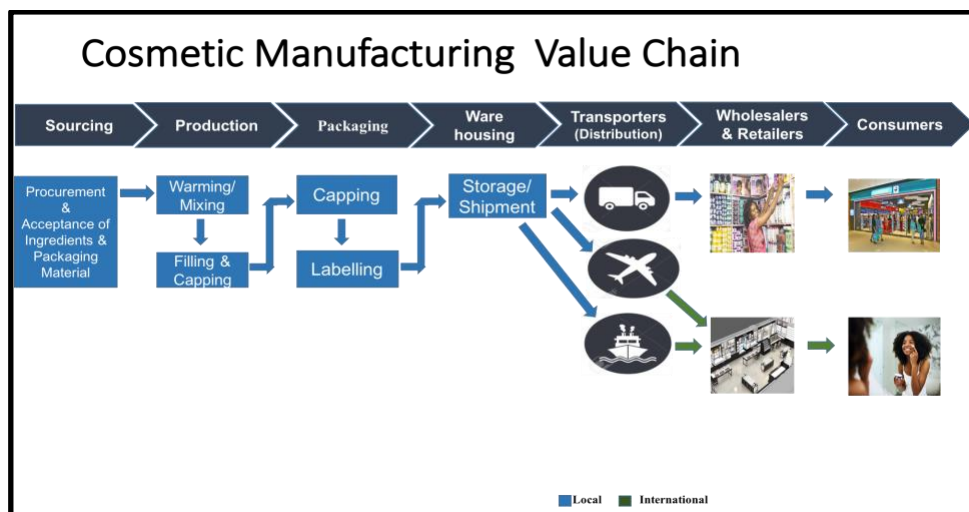 Cosmetic Manufacturing Value Chain
Sourcing
Production
Packaging
Ware
housing
Transporters
(Distribution)
Wholesalers
& Retailers
Consumers
Procurement
&
Acceptance of
Ingredients &
Packaging
Material
Warming/
Mixing
Filling &
Capping
Capping
Labelling
Storage/
Shipment
Local
International